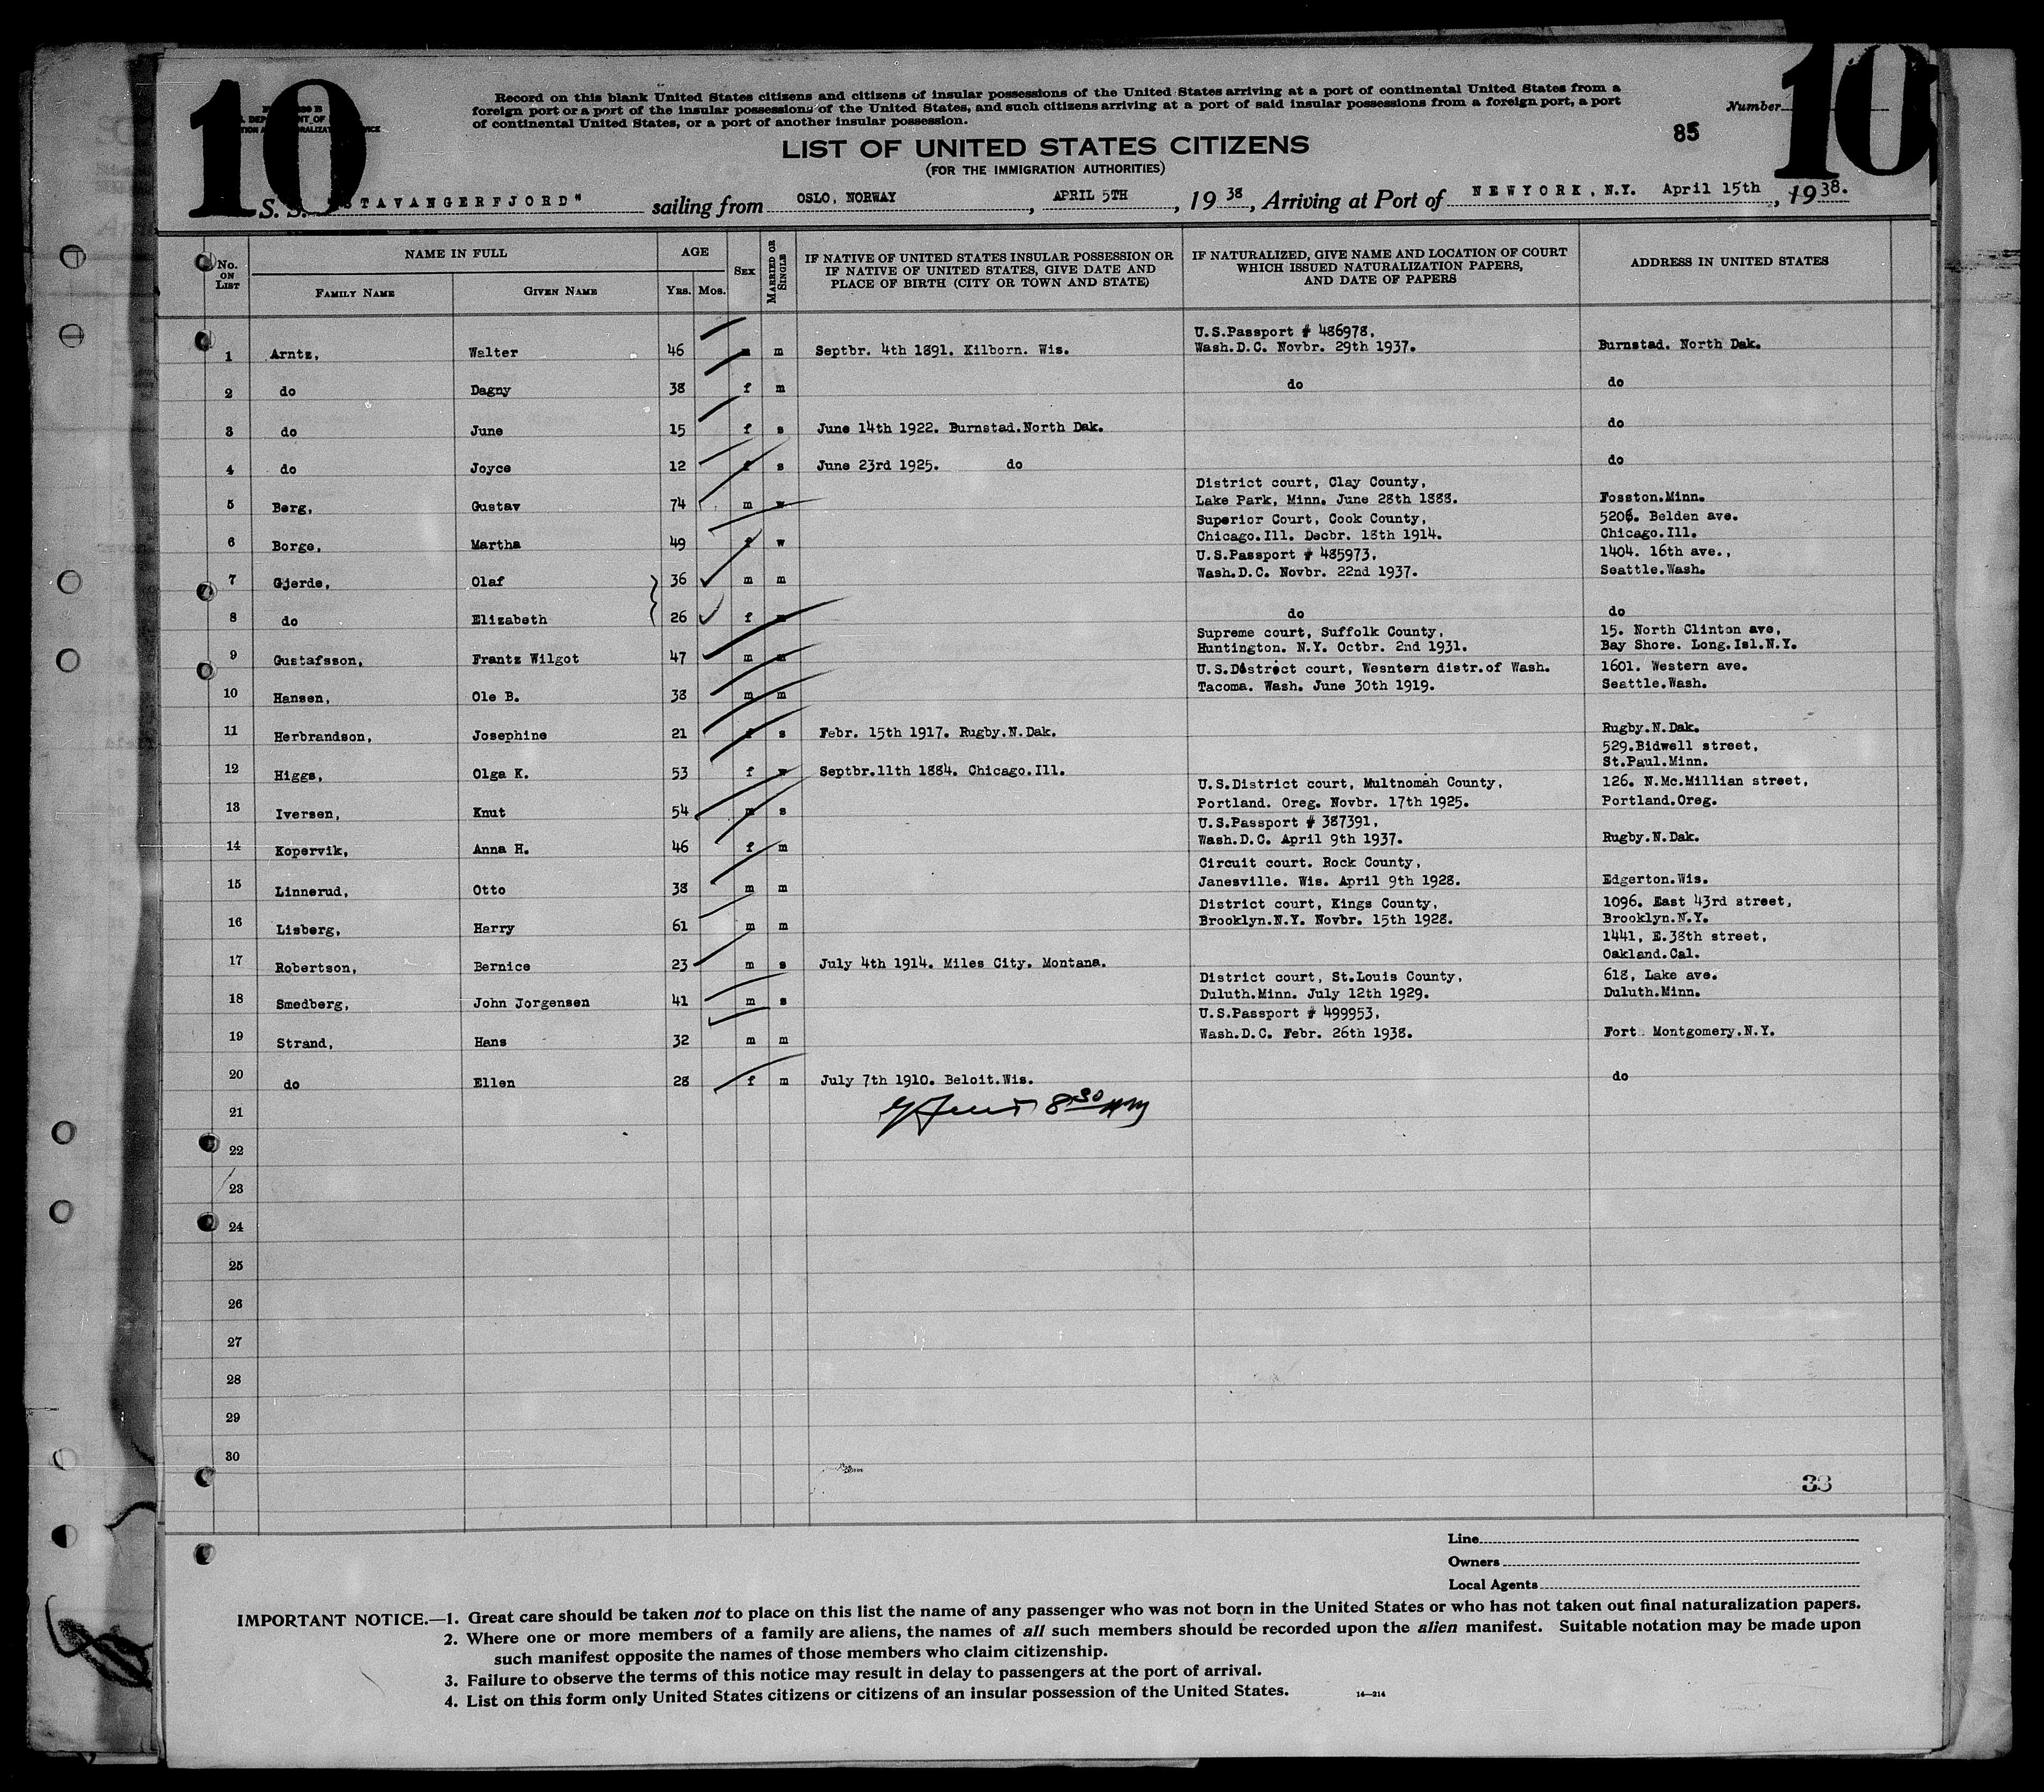 10
10
Record on this blank United States citizens and citizens of insular possessions of the United States arriving at a port of continental United States from a
foreign port or a port of the insular possessions of the United States, and such citizens arriving at a port of said insular possessions from a foreign port, a port
of continental United States, or a port of another insular possession.
Number
85
LIST OF UNITED STATES CITIZENS
(FOR THE IMMIGRATION AUTHORITIES)
S. S. "STAVANGERFJORD" sailing from OSLO, NORWAY, APRIL 5TH, 1938, Arriving at Port of NEWYORK, N.Y. April 15th, 1938.
No. ON LIST NAME IN FULL FAMILY NAME GIVEN NAME AGE YRS. MOS. SEX MARRIED OR SINGLE
IF NATIVE OF UNITED STATES INSULAR POSSESSION OR
IF NATIVE OF UNITED STATES, GIVE DATE AND
PLACE OF BIRTH (CITY OR TOWN AND STATE)
IF NATURALIZED, GIVE NAME AND LOCATION OF COURT
WHICH ISSUED NATURALIZATION PAPERS,
AND DATE OF PAPERS
ADDRESS IN UNITED STATES
U.S.Passport # 486978.
1 Arntz, Walter 46 m m Septbr. 4th 1891. Kilborn. Wis. Wash.D.C. Novbr. 29th 1937. Burnstad. North Dak.
2 do Dagny 38 f m do do
3 do June 15 f s June 14th 1922. Burnstad.North Dak. do
4 do Joyce 12 f s June 23rd 1925. do do
District court, Clay County,
5 Berg, Gustav 74 m w Lake Park, Minn. June 28th 1888. Fosston.Minn.
Superior Court, Cook County, 5206. Belden ave.
6 Borge, Martha 49 f w Chicago.Ill. Decbr. 18th 1914. Chicago.Ill.
U.S.Passport # 485973. 1404. 16th ave.,
7 Gjerde, Olaf 36 m m Wash.D.C. Novbr. 22nd 1937. Seattle.Wash.
8 do Elizabeth 26 f m do do
Supreme court, Suffolk County, 15. North Clinton ave,
9 Gustafsson, Frantz Wilgot 47 m m Huntington. N.Y. Octbr. 2nd 1931. Bay Shore. Long.Isl.N.Y.
U.S.District court, Wesntern distr.of Wash. 1601. Western ave.
10 Hansen, Ole B. 38 m m Tacoma. Wash. June 30th 1919. Seattle.Wash.
11 Herbrandson, Josephine 21 f s Febr. 15th 1917. Rugby.N.Dak. Rugby.N.Dak.
529.Bidwell street,
12 Higgs, Olga K. 53 f w Septbr.11th 1884. Chicago.Ill. St.Paul.Minn.
U.S.District court, Multnomah County, 126. N.Mc.Millian street,
13 Iversen, Knut 54 m s Portland. Oreg. Novbr. 17th 1925. Portland.Oreg.
U.S.Passport # 387391,
14 Kopervik, Anna H. 46 f m Wash.D.C. April 9th 1937. Rugby.N.Dak.
Circuit court. Rock County,
15 Linnerud, Otto 38 m m Janesville. Wis. April 9th 1928. Edgerton.Wis.
District court, Kings County, 1096. East 43rd street,
16 Lisberg, Harry 61 m m Brooklyn.N.Y. Novbr. 15th 1928. Brooklyn.N.Y.
1441, E.38th street,
17 Robertson, Bernice 23 m s July 4th 1914. Miles City. Montana. Oakland.Cal.
District court, St.Louis County, 618, Lake ave.
18 Smedberg, John Jorgensen 41 m s Duluth.Minn. July 12th 1929. Duluth.Minn.
U.S.Passport # 499953,
19 Strand, Hans 32 m m Wash.D.C. Febr. 26th 1938. Fort Montgomery.N.Y.
20 do Ellen 28 f m July 7th 1910. Beloit.Wis. do
21 8 30 AM
22
23
24
25
26
27
28
29
30
33
Line
Owners
Local Agents
IMPORTANT NOTICE.—1. Great care should be taken not to place on this list the name of any passenger who was not born in the United States or who has not taken out final naturalization papers.
2. Where one or more members of a family are aliens, the names of all such members should be recorded upon the alien manifest. Suitable notation may be made upon
such manifest opposite the names of those members who claim citizenship.
3. Failure to observe the terms of this notice may result in delay to passengers at the port of arrival.
4. List on this form only United States citizens or citizens of an insular possession of the United States.
14—214